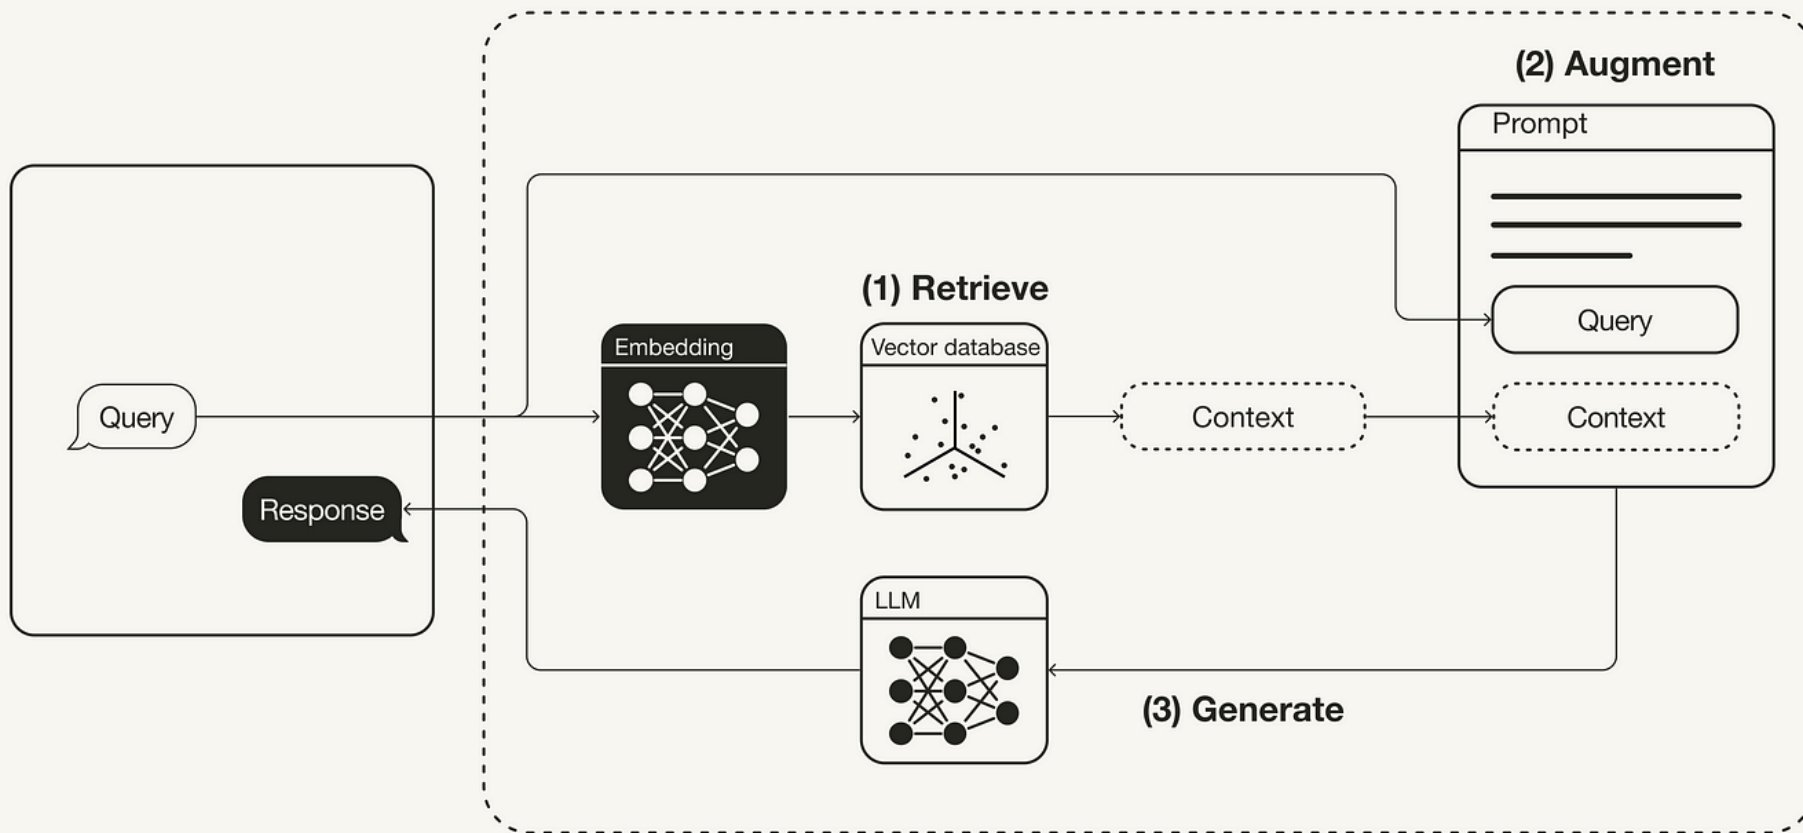 (2) Augment
Prompt
(1) Retrieve
Query
Embedding
Vector database
Query
Context
Context
Response
LLM
(3) Generate